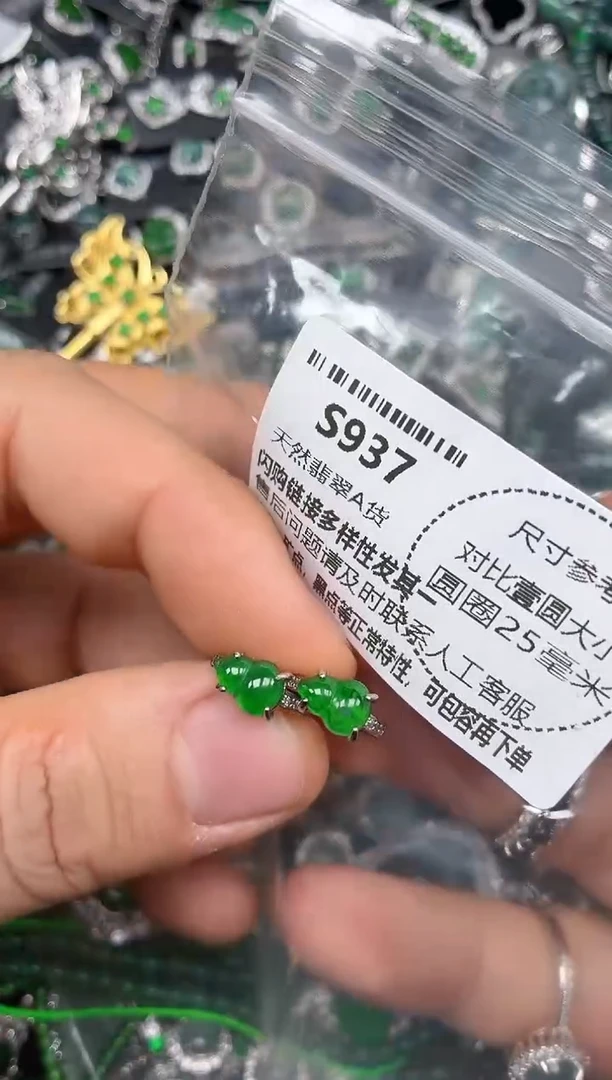 S937
天然翡翠A货
闪购链接多样性发其一
售后问题请及时联系人工客服
点、黑点等正常特性，可包容再下单
尺寸参
对比壹圆大小
圆圈25毫米